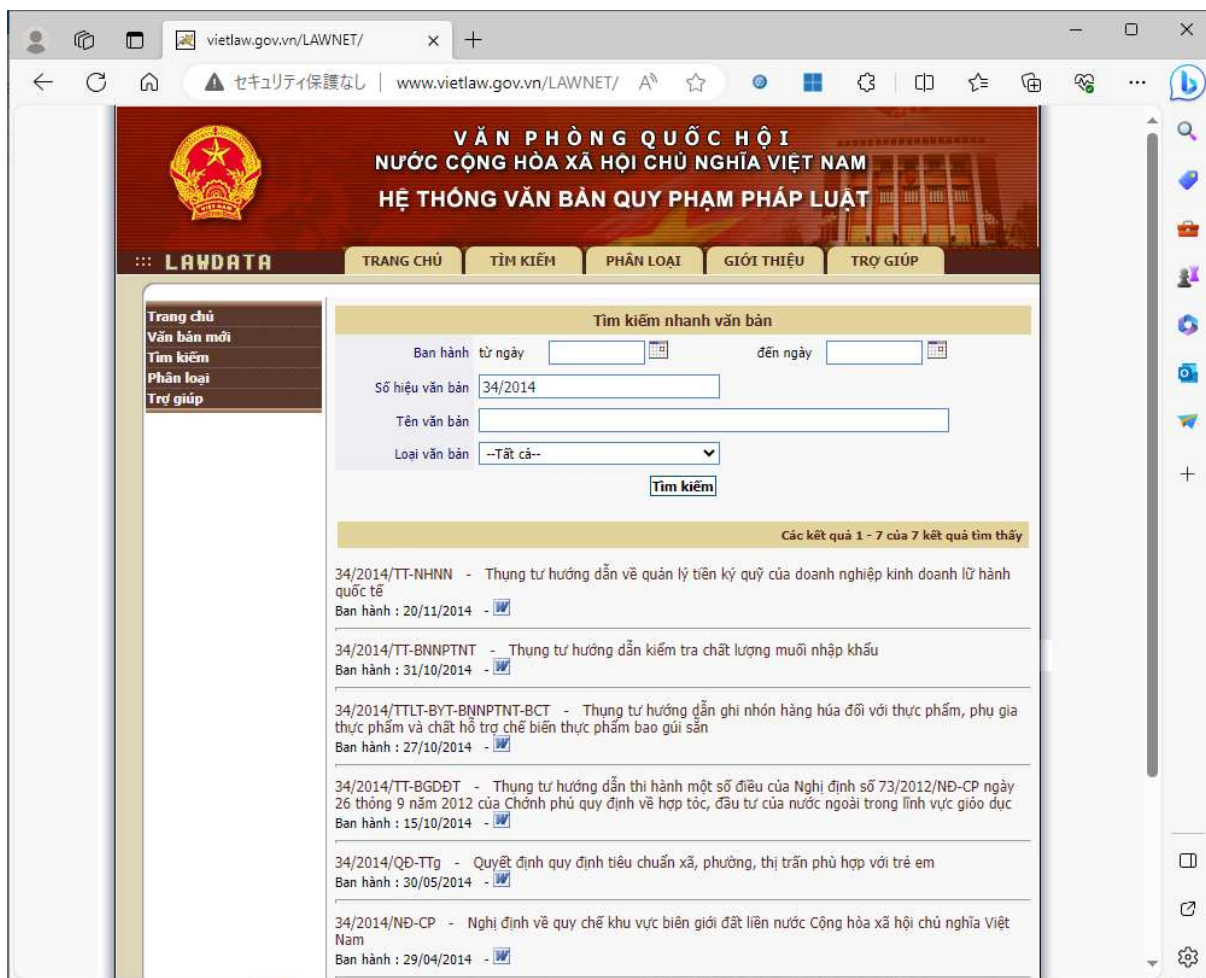 vietlaw.gov.vn/LAWNET/
セキュリティ保護なし | www.vietlaw.gov.vn/LAWNET/
VĂN PHÒNG QUỐC HỘI
NƯỚC CỘNG HÒA XÃ HỘI CHỦ NGHĨA VIỆT NAM
HỆ THỐNG VĂN BẢN QUY PHẠM PHÁP LUẬT
VIỆT NAM
::: LAWDATA
TRANG CHỦ TÌM KIẾM PHÂN LOẠI GIỚI THIỆU TRỢ GIÚP
Trang chủ
Văn bản mới
Tìm kiếm
Phân loại
Trợ giúp
Tìm kiếm nhanh văn bản
Ban hành từ ngày đến ngày
Số hiệu văn bản 34/2014
Tên văn bản
Loại văn bản --Tất cả--
Tìm kiếm
Các kết quả 1 - 7 của 7 kết quả tìm thấy
34/2014/TT-NHNN - Thụng tư hướng dẫn về quản lý tiền ký quỹ của doanh nghiệp kinh doanh lữ hành
quốc tế
Ban hành : 20/11/2014 -
34/2014/TT-BNNPTNT - Thụng tư hướng dẫn kiểm tra chất lượng muối nhập khẩu
Ban hành : 31/10/2014 -
34/2014/TTLT-BYT-BNNPTNT-BCT - Thụng tư hướng dẫn ghi nhón hàng húa đối với thực phẩm, phụ gia
thực phẩm và chất hỗ trợ chế biến thực phẩm bao gúi sẵn
Ban hành : 27/10/2014 -
34/2014/TT-BGDĐT - Thụng tư hướng dẫn thi hành một số điều của Nghị định số 73/2012/NĐ-CP ngày
26 thỏng 9 năm 2012 của Chớnh phủ quy định về hợp tỏc, đầu tư của nước ngoài trong lĩnh vực giỏo dục
Ban hành : 15/10/2014 -
34/2014/QĐ-TTg - Quyết định quy định tiêu chuẩn xã, phường, thị trấn phù hợp với trẻ em
Ban hành : 30/05/2014 -
34/2014/NĐ-CP - Nghị định về quy chế khu vực biên giới đất liền nước Cộng hòa xã hội chủ nghĩa Việt
Nam
Ban hành : 29/04/2014 -